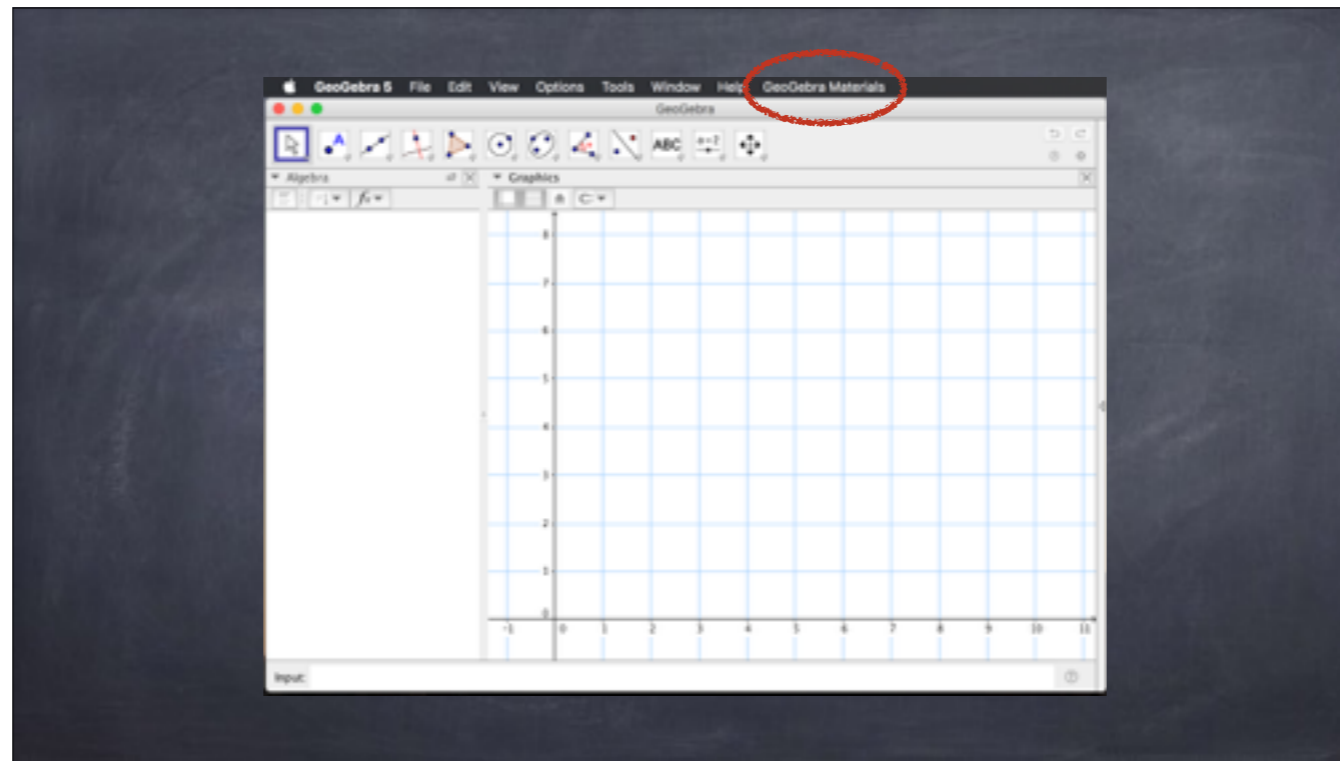 GeoGebra 5 File Edit View Options Tools Window Help GeoGebra Materials
GeoGebra
ABC a=2
Algebra Graphics
8
7
6
5
4
3
2
1
0
-1 0 1 2 3 4 5 6 7 8 9 10 11
Input: